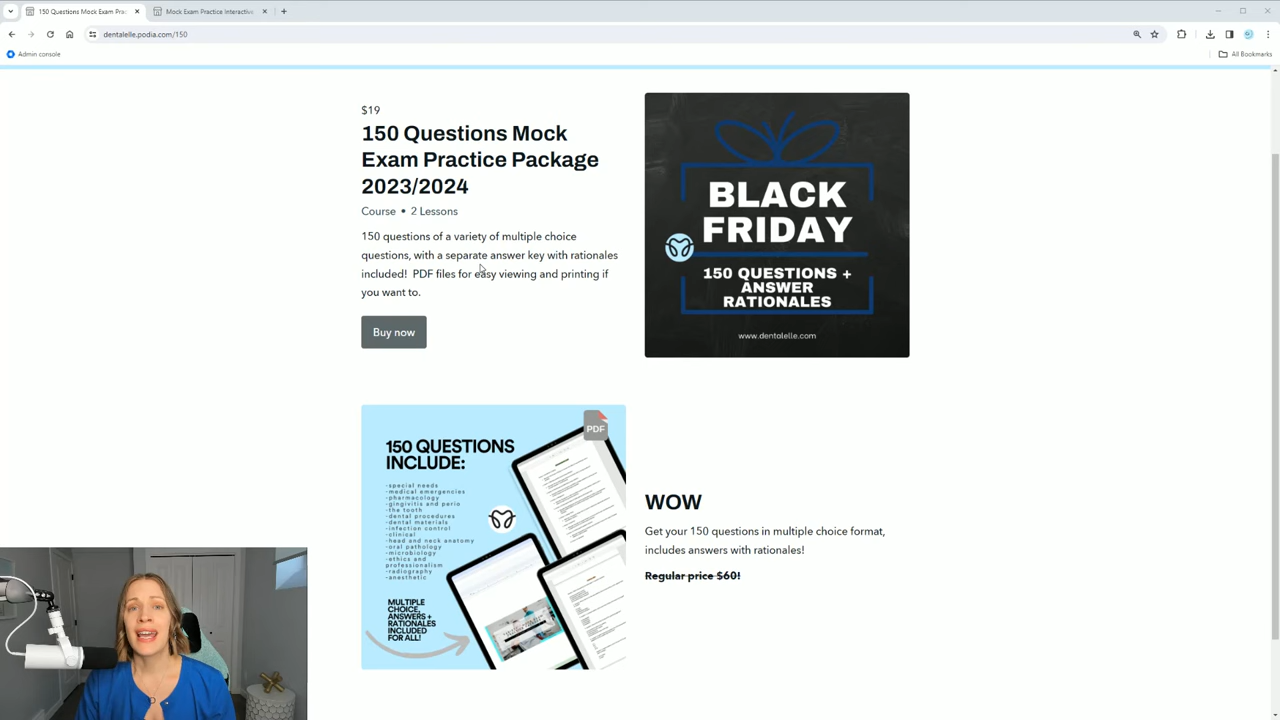 150 Questions Mock Exam Prac
Mock Exam Practice Interactive
dentalelle.podia.com/150
Admin console
All Bookmarks
$19
150 Questions Mock
Exam Practice Package
2023/2024
Course • 2 Lessons
150 questions of a variety of multiple choice
questions, with a separate answer key with rationales
included! PDF files for easy viewing and printing if
you want to.
Buy now
BLACK
FRIDAY
150 QUESTIONS +
ANSWER
RATIONALES
www.dentalelle.com
PDF
150 QUESTIONS
INCLUDE:
-special needs
-medical emergencies
-pharmacology
-gingivitis and perio
-the tooth
-dental procedures
-dental materials
-infection control
-clinical
-head and neck anatomy
-oral pathology
-microbiology
-ethics and
professionalism
-radiography
-anesthetic
MULTIPLE
CHOICE,
ANSWERS +
RATIONALES
INCLUDED
FOR ALL!
WOW
Get your 150 questions in multiple choice format,
includes answers with rationales!
Regular price $60!